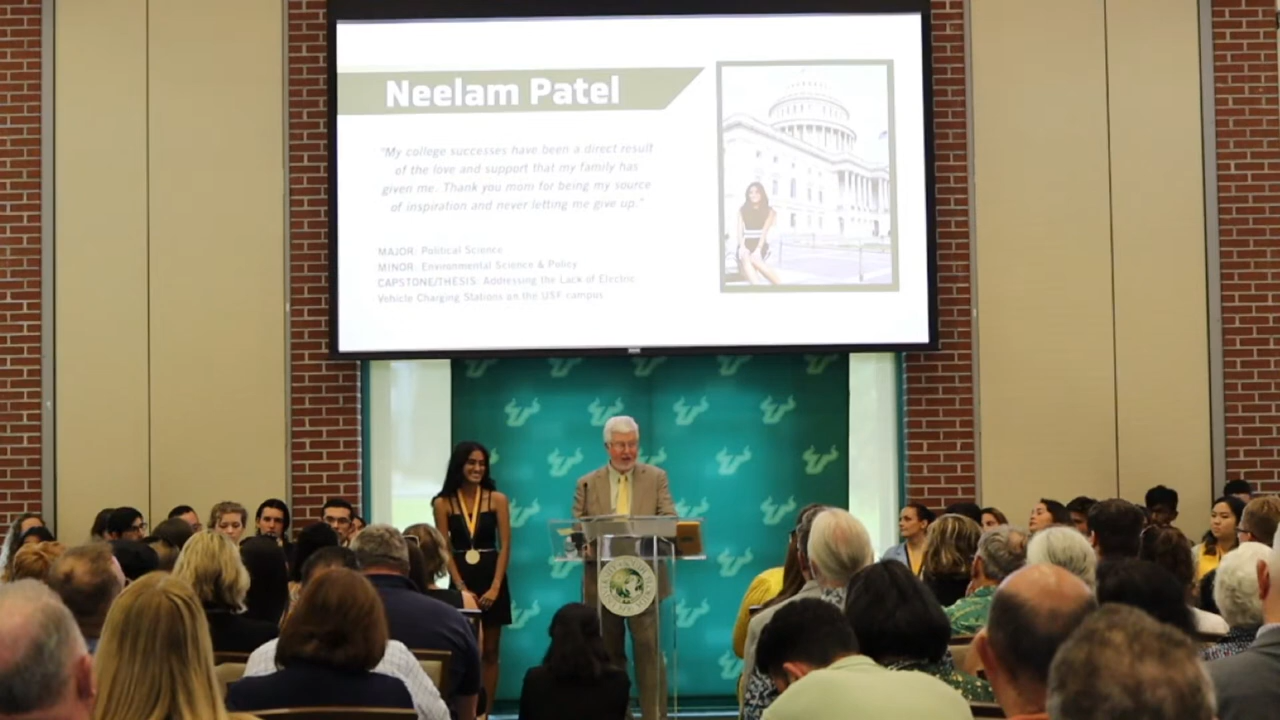 Neelam Patel
"My college successes have been a direct result
of the love and support that my family has
given me. Thank you mom for being my source
of inspiration and never letting me give up."
MAJOR: Political Science
MINOR: Environmental Science & Policy
CAPSTONE/THESIS: Addressing the Lack of Electric
Vehicle Charging Stations on the USF campus